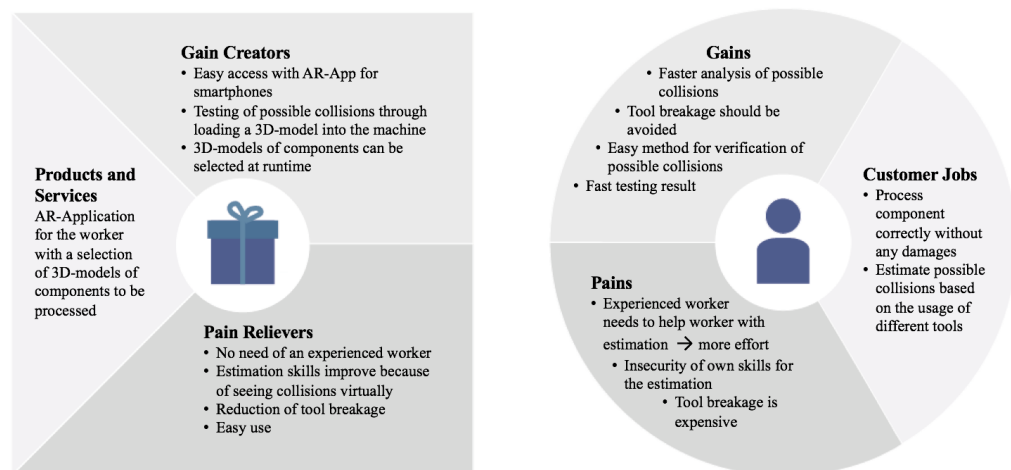 Gain Creators
• Easy access with AR-App for
smartphones
• Testing of possible collisions through
loading a 3D-model into the machine
• 3D-models of components can be
selected at runtime
Products and
Services
AR-Application
for the worker
with a selection
of 3D-models of
components to be
processed
Pain Relievers
• No need of an experienced worker
• Estimation skills improve because
of seeing collisions virtually
• Reduction of tool breakage
• Easy use
Gains
• Faster analysis of possible
collisions
• Tool breakage should be
avoided
• Easy method for verification of
possible collisions
• Fast testing result
Customer Jobs
• Process
component
correctly without
any damages
• Estimate possible
collisions based
on the usage of
different tools
Pains
• Experienced worker
needs to help worker with
estimation → more effort
• Insecurity of own skills for
the estimation
• Tool breakage is
expensive